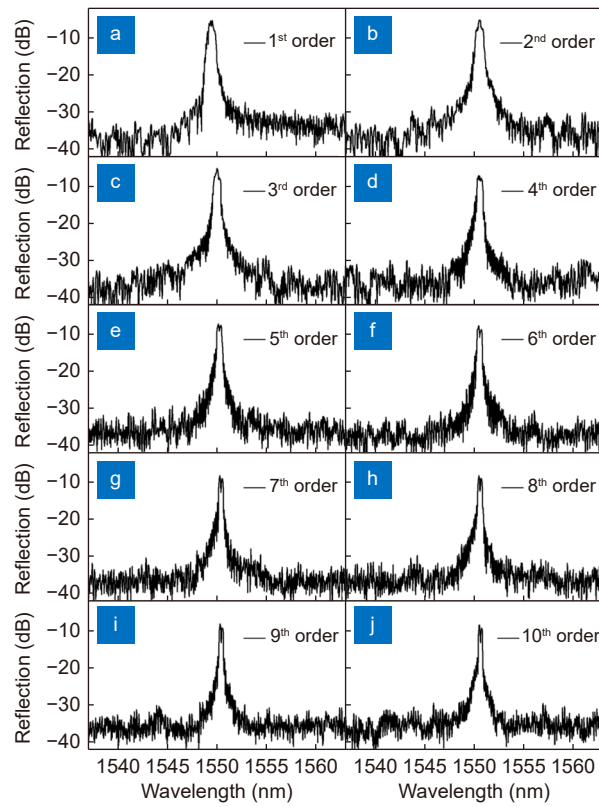 a
1st order
b
2nd order
Reflection (dB)
−10
−20
−30
−40
c
3rd order
d
4th order
Reflection (dB)
−10
−20
−30
−40
e
5th order
f
6th order
Reflection (dB)
−10
−20
−30
−40
g
7th order
h
8th order
Reflection (dB)
−10
−20
−30
−40
i
9th order
j
10th order
Reflection (dB)
−10
−20
−30
−40
1540 1545 1550 1555 1560 1540 1545 1550 1555 1560
Wavelength (nm) Wavelength (nm)